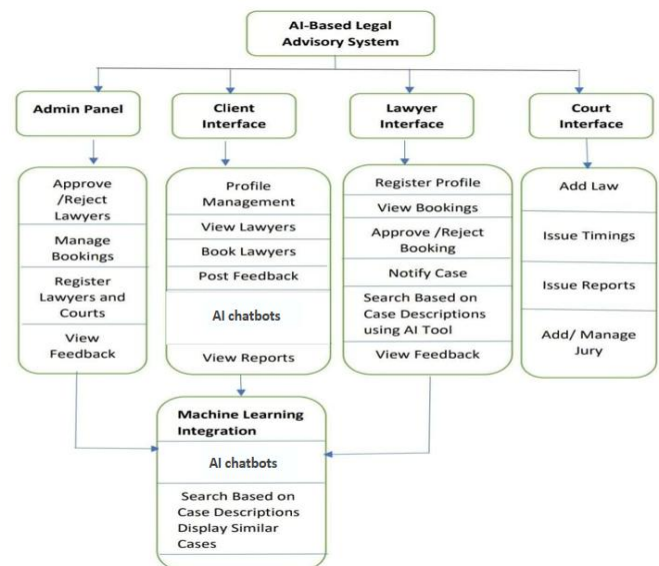 AI-Based Legal
Advisory System
Admin Panel
Client
Interface
Lawyer
Interface
Court
Interface
Approve
/Reject
Lawyers
Manage
Bookings
Register
Lawyers and
Courts
View
Feedback
Profile
Management
View Lawyers
Book Lawyers
Post Feedback
AI chatbots
View Reports
Register Profile
View Bookings
Approve /Reject
Booking
Notify Case
Search Based on
Case Descriptions
using AI Tool
View Feedback
Add Law
Issue Timings
Issue Reports
Add/ Manage
Jury
Machine Learning
Integration
AI chatbots
Search Based on
Case Descriptions
Display Similar
Cases